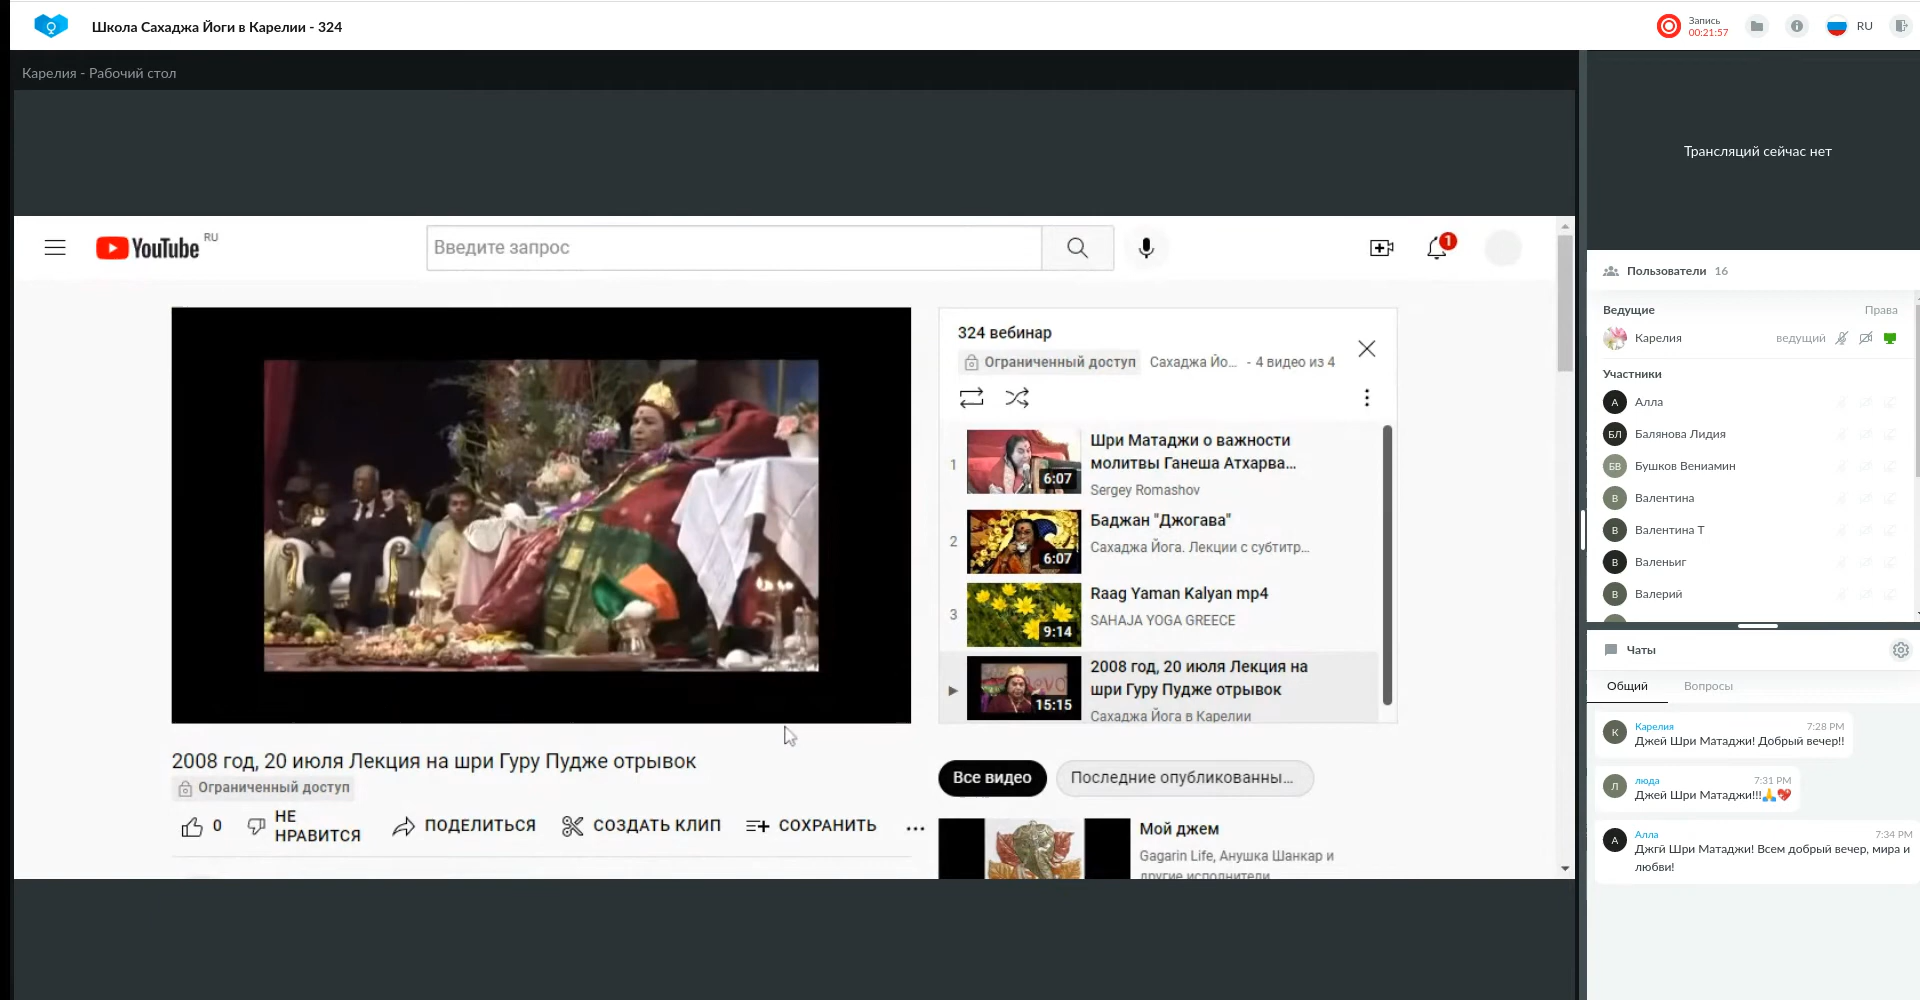 Школа Сахаджа Йоги в Карелии - 324
Запись
00:21:57
RU
Карелия - Рабочий стол
YouTube RU
Введите запрос
1
324 вебинар
Ограниченный доступ Сахаджа Йо... - 4 видео из 4
1
Шри Матаджи о важности
молитвы Ганеша Атхарва...
6:07
Sergey Romashov
2
Баджан "Джогава"
Сахаджа Йога. Лекции с субтитр...
6:07
3
Raag Yaman Kalyan mp4
SAHAJA YOGA GREECE
9:14
2008 год, 20 июля Лекция на
шри Гуру Пудже отрывок
15:15
Сахаджа Йога в Карелии
2008 год, 20 июля Лекция на шри Гуру Пудже отрывок
Ограниченный доступ
0
НЕ
НРАВИТСЯ
ПОДЕЛИТЬСЯ
СОЗДАТЬ КЛИП
СОХРАНИТЬ
...
Все видео
Последние опубликованны...
Мой джем
Gagarin Life, Анушка Шанкар и
другие исполнители
Трансляций сейчас нет
Пользователи 16
Ведущие Права
Карелия ведущий
Участники
А Алла
БЛ Балянова Лидия
БВ Бушков Вениамин
В Валентина
В Валентина Т
В Валеньиг
В Валерий
Чаты
Общий Вопросы
К Карелия 7:28 PM
Джей Шри Матаджи! Добрый вечер!!
Л люда 7:31 PM
Джей Шри Матаджи!!!🙏💖
А Алла 7:34 PM
Джгй Шри Матаджи! Всем добрый вечер, мира и
любви!